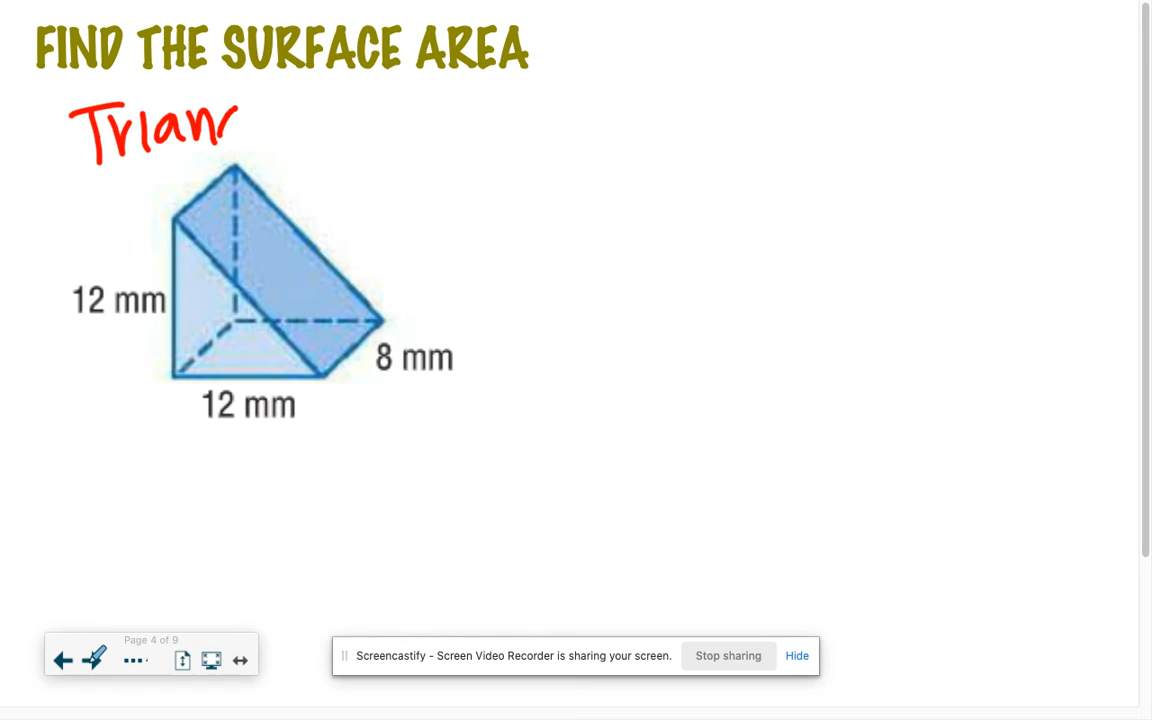 FIND THE SURFACE AREA
Trian
12 mm
8 mm
12 mm
Page 4 of 9
Screencastify - Screen Video Recorder is sharing your screen.
Stop sharing
Hide